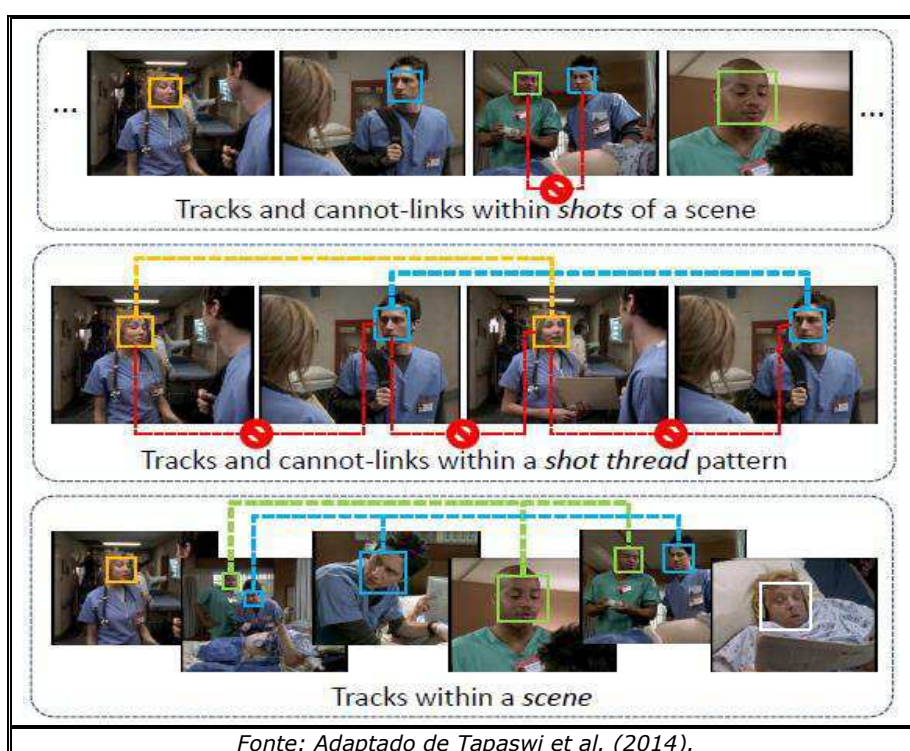 ... ...
Tracks and cannot-links within shots of a scene
Tracks and cannot-links within a shot thread pattern
Tracks within a scene
Fonte: Adaptado de Tapaswi et al. (2014).